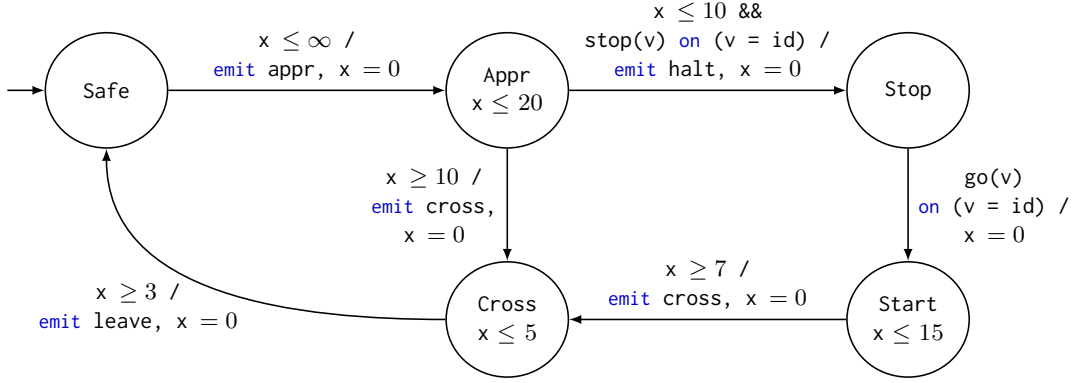 x ≤ 10 &&
stop(v) on (v = id) /
emit halt, x = 0
x ≤ ∞ /
emit appr, x = 0
Safe
Appr
x ≤ 20
Stop
x ≥ 10 /
emit cross,
x = 0
go(v)
on (v = id) /
x = 0
x ≥ 3 /
emit leave, x = 0
Cross
x ≤ 5
x ≥ 7 /
emit cross, x = 0
Start
x ≤ 15